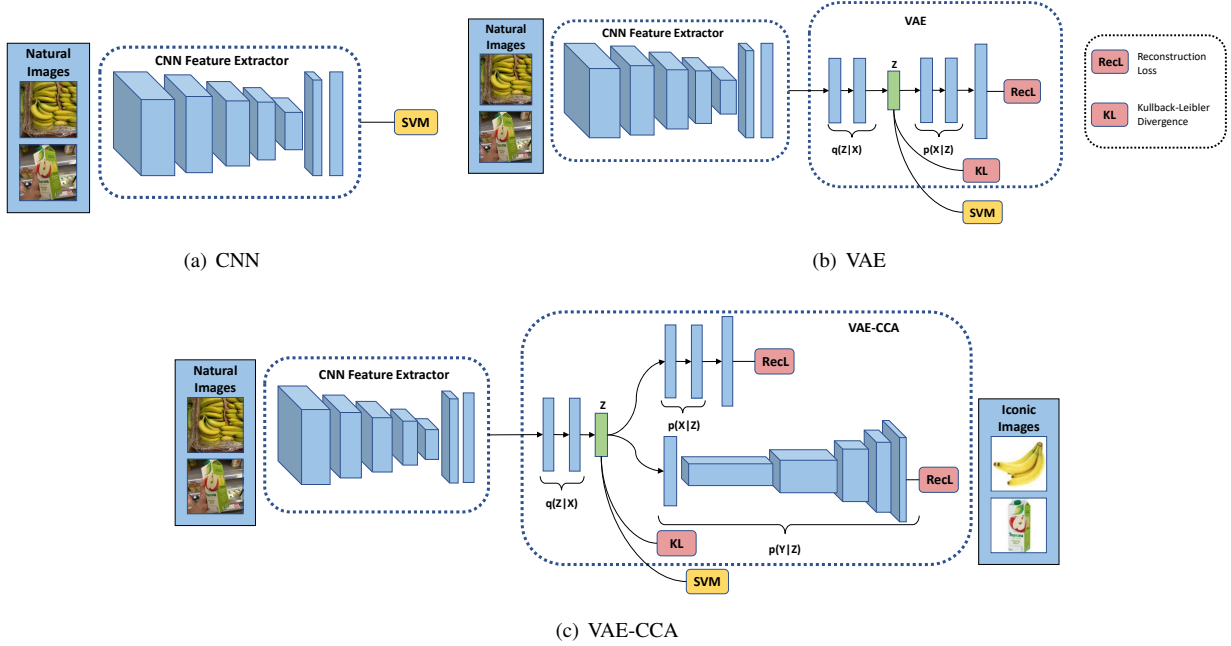 Natural
Images
CNN Feature Extractor
SVM
(a) CNN
Natural
Images
CNN Feature Extractor
VAE
Z
q(Z|X)
p(X|Z)
RecL
KL
SVM
(b) VAE
RecL
Reconstruction
Loss
KL
Kullback-Leibler
Divergence
Natural
Images
CNN Feature Extractor
VAE-CCA
Z
q(Z|X)
p(X|Z)
RecL
p(Y|Z)
RecL
KL
SVM
Iconic
Images
(c) VAE-CCA